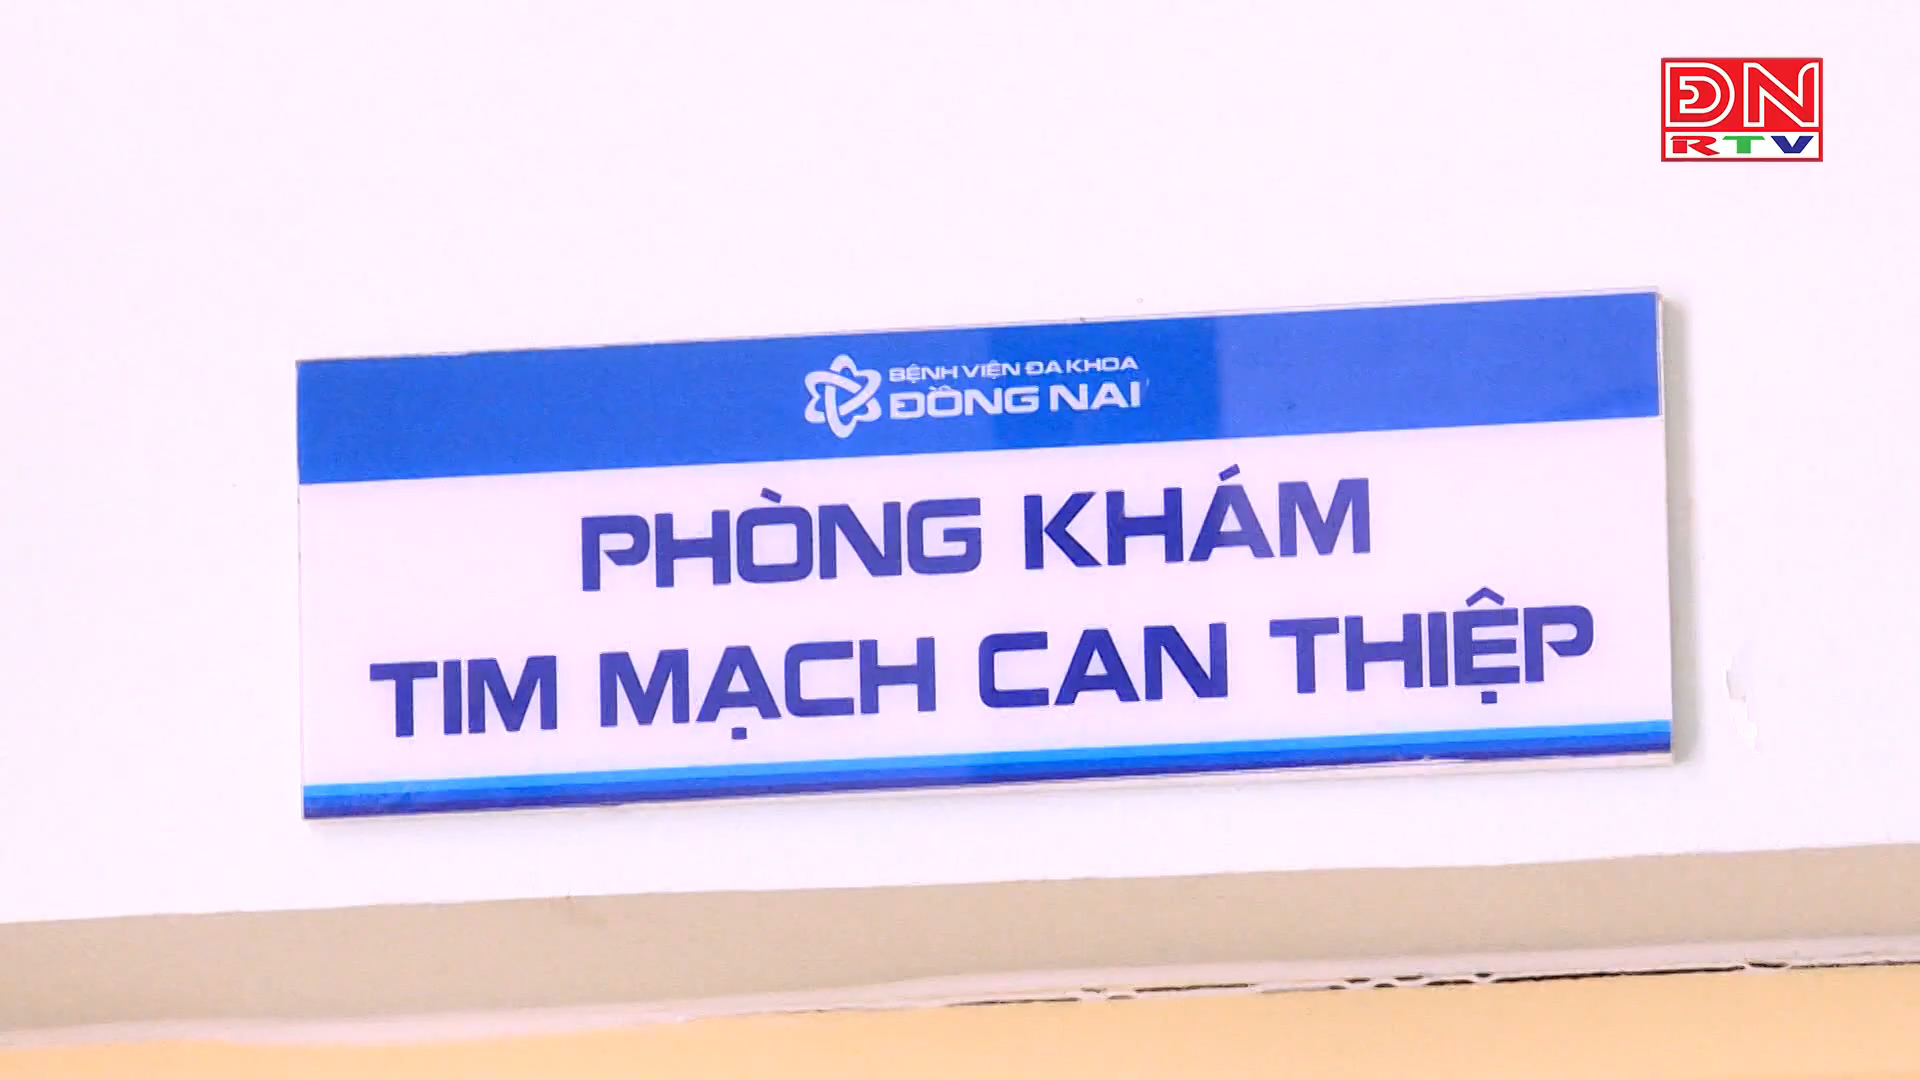 ĐN
RTV
BỆNH VIỆN ĐA KHOA
ĐỒNG NAI
PHÒNG KHÁM
TIM MẠCH CAN THIỆP